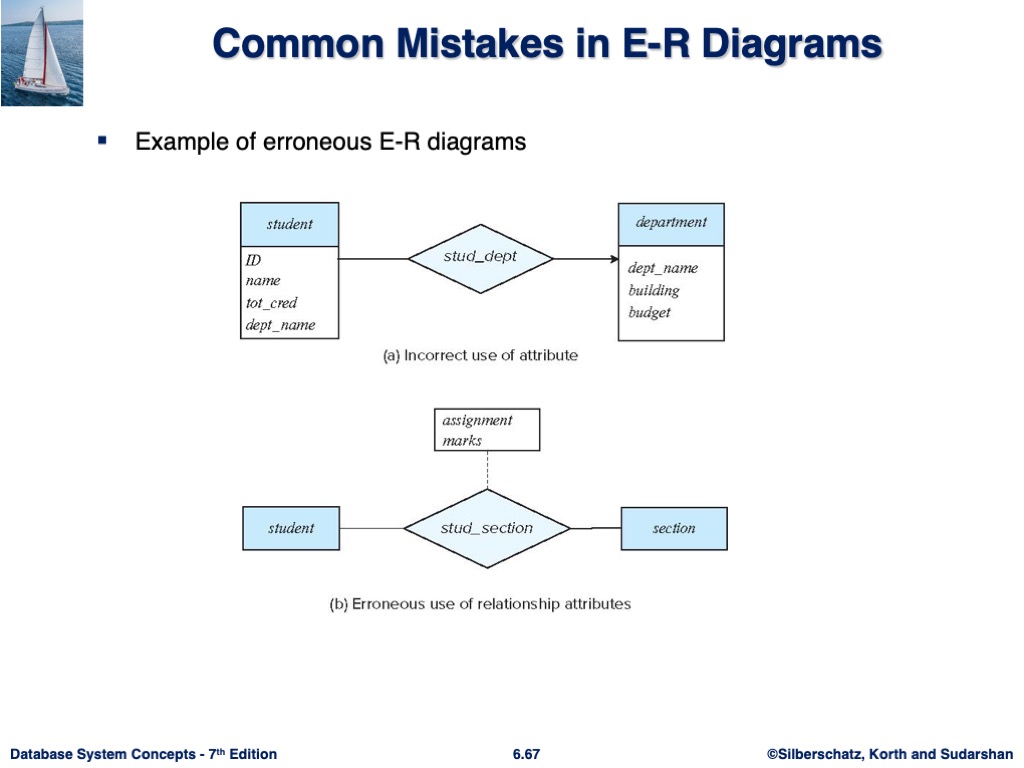 Common Mistakes in E-R Diagrams
▪ Example of erroneous E-R diagrams
student
ID
name
tot_cred
dept_name
stud_dept
department
dept_name
building
budget
(a) Incorrect use of attribute
assignment
marks
student
stud_section
section
(b) Erroneous use of relationship attributes
Database System Concepts - 7th Edition
6.67
©Silberschatz, Korth and Sudarshan